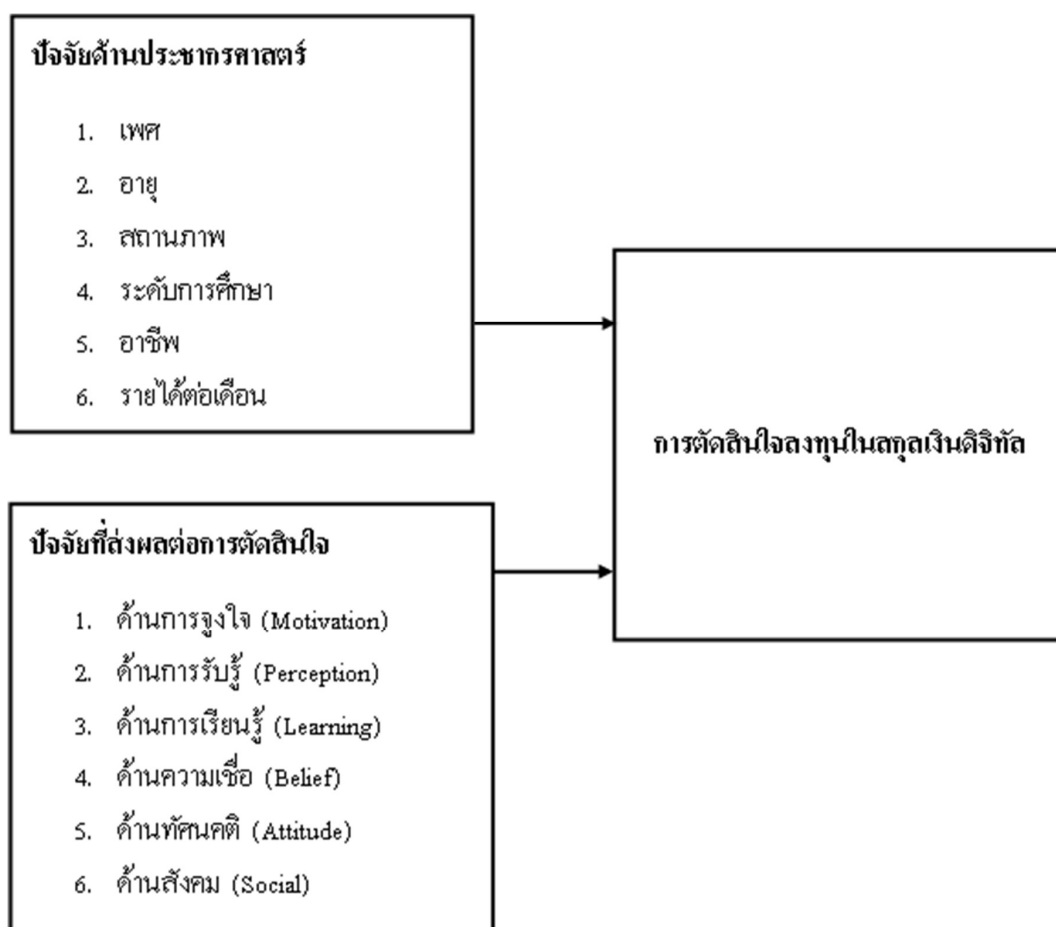 ปัจจัยด้านประชากรศาสตร์
1. เพศ
2. อายุ
3. สถานภาพ
4. ระดับการศึกษา
5. อาชีพ
6. รายได้ต่อเดือน
การตัดสินใจลงทุนในสกุลเงินดิจิทัล
ปัจจัยที่ส่งผลต่อการตัดสินใจ
1. ด้านการจูงใจ (Motivation)
2. ด้านการรับรู้ (Perception)
3. ด้านการเรียนรู้ (Learning)
4. ด้านความเชื่อ (Belief)
5. ด้านทัศนคติ (Attitude)
6. ด้านสังคม (Social)